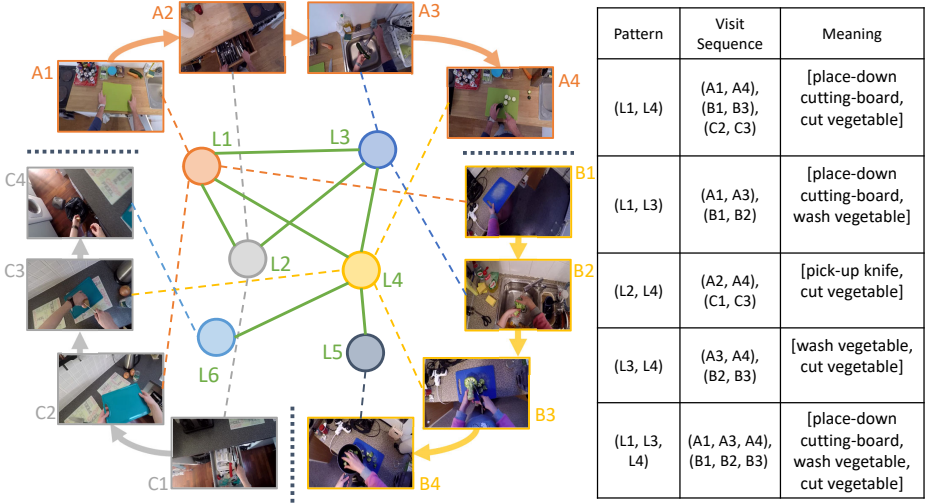 A1
A2
A3
A4
L1
L3
L2
L4
L6
L5
C4
C3
C2
C1
B1
B2
B3
B4
Pattern
Visit
Sequence
Meaning
(L1, L4)
(A1, A4),
(B1, B3),
(C2, C3)
[place-down
cutting-board,
cut vegetable]
(L1, L3)
(A1, A3),
(B1, B2)
[place-down
cutting-board,
wash vegetable]
(L2, L4)
(A2, A4),
(C1, C3)
[pick-up knife,
cut vegetable]
(L3, L4)
(A3, A4),
(B2, B3)
[wash vegetable,
cut vegetable]
(L1, L3,
L4)
(A1, A3, A4),
(B1, B2, B3)
[place-down
cutting-board,
wash vegetable,
cut vegetable]